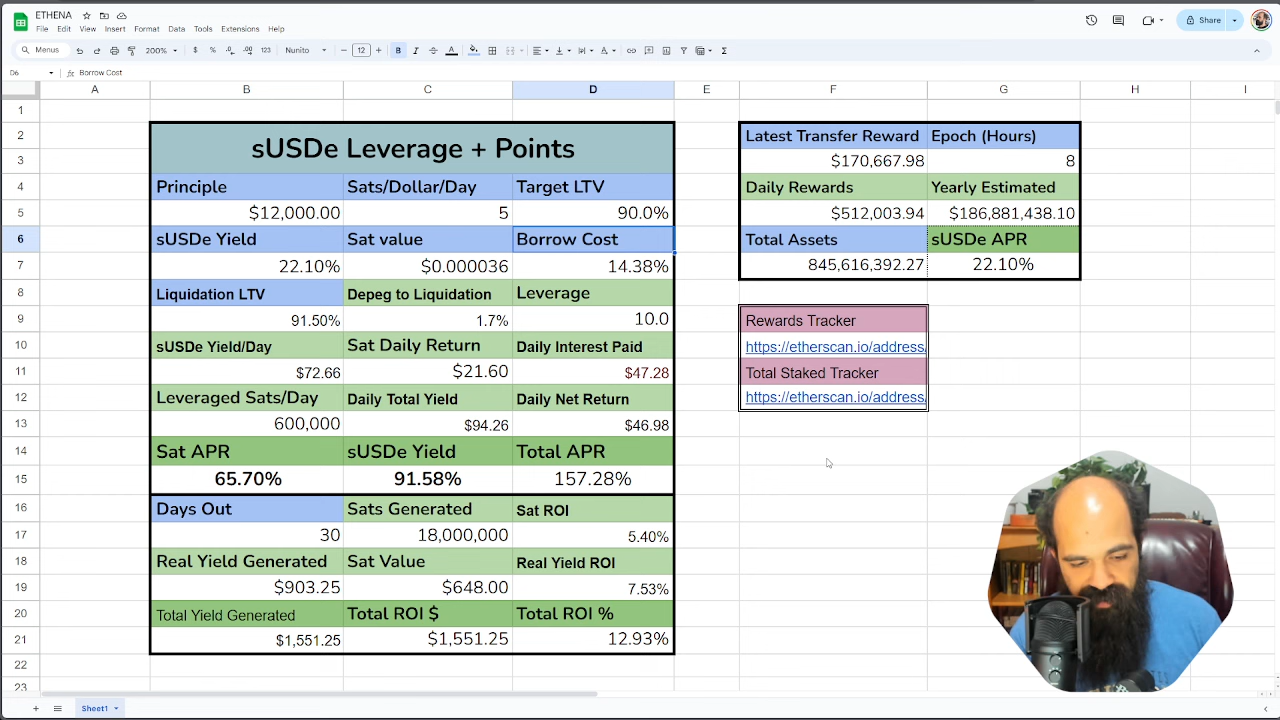 ETHENA
File Edit View Insert Format Data Tools Extensions Help
Share
Menus 200% $ % .0 .00 123 Nunito 12 B I A Σ
D6 fx Borrow Cost
A B C D E F G H I
1
2 sUSDe Leverage + Points Latest Transfer Reward Epoch (Hours)
3 $170,667.98 8
4 Principle Sats/Dollar/Day Target LTV Daily Rewards Yearly Estimated
5 $12,000.00 5 90.0% $512,003.94 $186,881,438.10
6 sUSDe Yield Sat value Borrow Cost Total Assets sUSDe APR
7 22.10% $0.000036 14.38% 845,616,392.27 22.10%
8 Liquidation LTV Depeg to Liquidation Leverage
9 91.50% 1.7% 10.0 Rewards Tracker
10 sUSDe Yield/Day Sat Daily Return Daily Interest Paid https://etherscan.io/address/
11 $72.66 $21.60 $47.28 Total Staked Tracker
12 Leveraged Sats/Day Daily Total Yield Daily Net Return https://etherscan.io/address/
13 600,000 $94.26 $46.98
14 Sat APR sUSDe Yield Total APR
15 65.70% 91.58% 157.28%
16 Days Out Sats Generated Sat ROI
17 30 18,000,000 5.40%
18 Real Yield Generated Sat Value Real Yield ROI
19 $903.25 $648.00 7.53%
20 Total Yield Generated Total ROI $ Total ROI %
21 $1,551.25 $1,551.25 12.93%
22
23
Sheet1